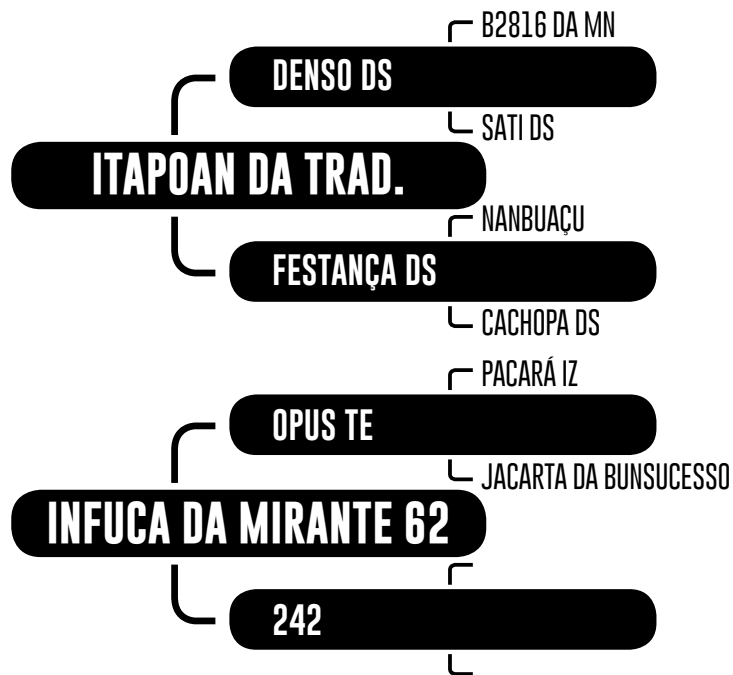 B2816 DA MN
DENSO DS
SATI DS
ITAPOAN DA TRAD.
NANBUAÇU
FESTANÇA DS
CACHOPA DS
PACARÁ IZ
OPUS TE
JACARTA DA BUNSUCESSO
INFUCA DA MIRANTE 62
242